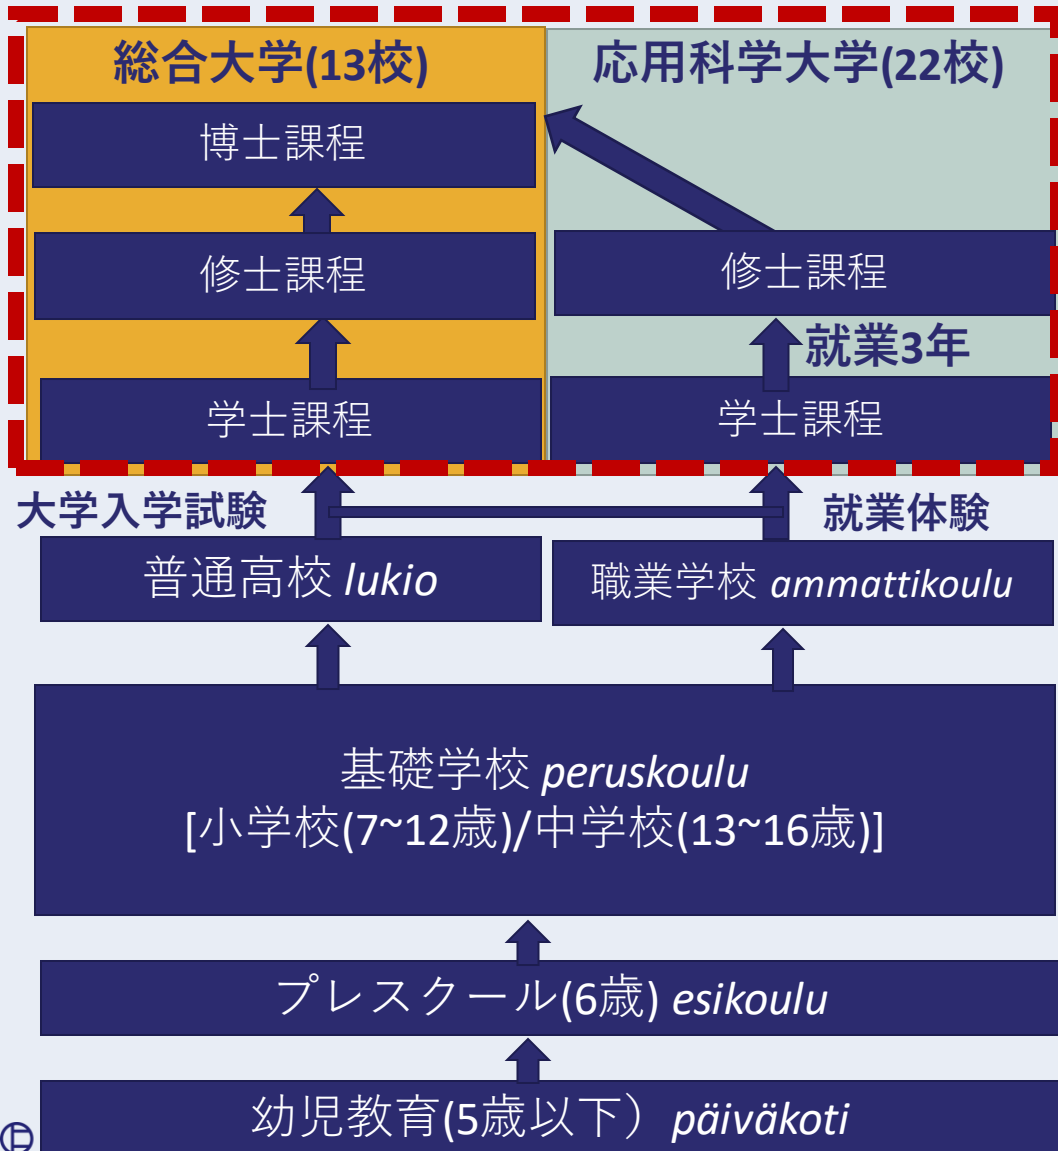 総合大学(13校)
応用科学大学(22校)
博士課程
修士課程
修士課程
就業3年
学士課程
学士課程
大学入学試験
就業体験
普通高校 lukio
職業学校 ammattikoulu
基礎学校 peruskoulu
[小学校(7~12歳)/中学校(13~16歳)]
プレスクール(6歳) esikoulu
幼児教育(5歳以下） päiväkoti